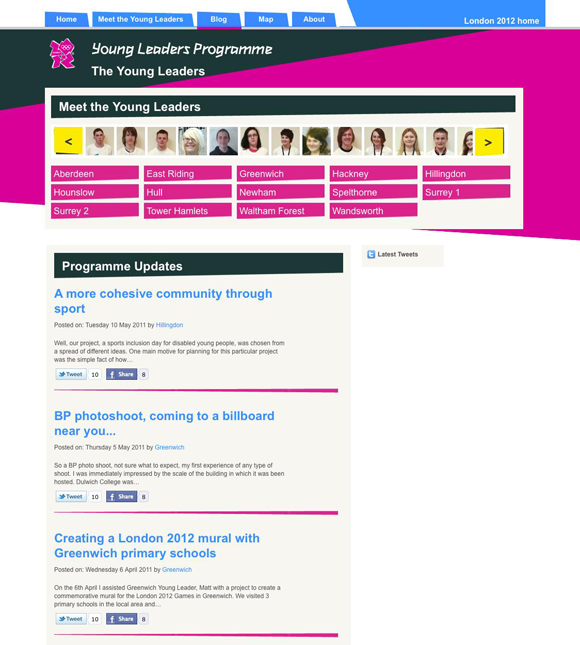 Home Meet the Young Leaders Blog Map About
London 2012 home
Young Leaders Programme
The Young Leaders
Meet the Young Leaders
< >
Aberdeen East Riding Greenwich Hackney Hillingdon
Hounslow Hull Newham Spelthorne Surrey 1
Surrey 2 Tower Hamlets Waltham Forest Wandsworth
Programme Updates
Latest Tweets
A more cohesive community through
sport
Posted on: Tuesday 10 May 2011 by Hillingdon
Well, our project, a sports inclusion day for disabled young people, was chosen from
a spread of different ideas. One main motive for planning for this particular project
was the simple fact of how...
Tweet 10 f Share 8
BP photoshoot, coming to a billboard
near you...
Posted on: Thursday 5 May 2011 by Greenwich
So a BP photo shoot, not sure what to expect, my first experience of any type of
shoot. I was immediately impressed by the scale of the building in which it was been
hosted. Dulwich College was...
Tweet 10 f Share 8
Creating a London 2012 mural with
Greenwich primary schools
Posted on: Wednesday 6 April 2011 by Greenwich
On the 6th April I assisted Greenwich Young Leader, Matt with a project to create a
commemorative mural for the London 2012 Games in Greenwich. We visited 3
primary schools in the local area and...
Tweet 10 f Share 8